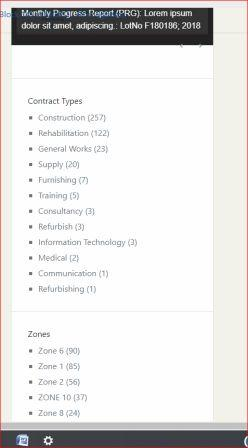 Monthly Progress Report (PRG): Lorem ipsum
dolor sit amet, adipiscing.: LotNo F180186; 2018
Contract Types
Construction (257)
Rehabilitation (122)
General Works (23)
Supply (20)
Furnishing (7)
Training (5)
Consultancy (3)
Refurbish (3)
Information Technology (3)
Medical (2)
Communication (1)
Refurbishing (1)
Zones
Zone 6 (90)
Zone 1 (85)
Zone 2 (56)
ZONE 10 (37)
Zone 8 (24)